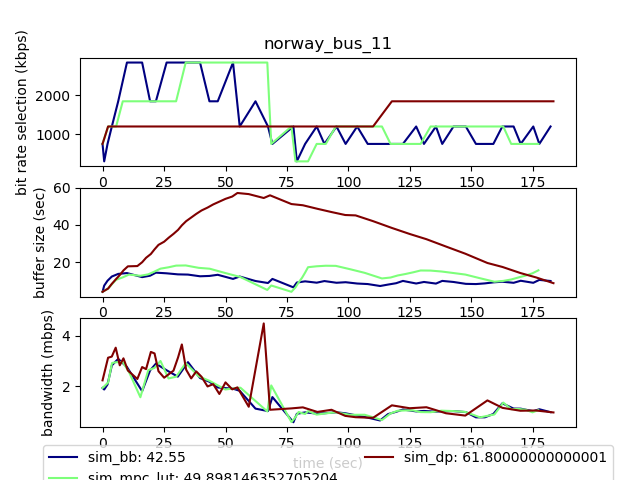 norway_bus_11
bit rate selection (kbps)
2000
1000
0 25 50 75 100 125 150 175
buffer size (sec)
60
40
20
0 25 50 75 100 125 150 175
bandwidth (mbps)
4
2
0 25 50 75 100 125 150 175
time (sec)
sim_bb: 42.55
sim_mpc_lut: 49.898146352705204
sim_dp: 61.80000000000001